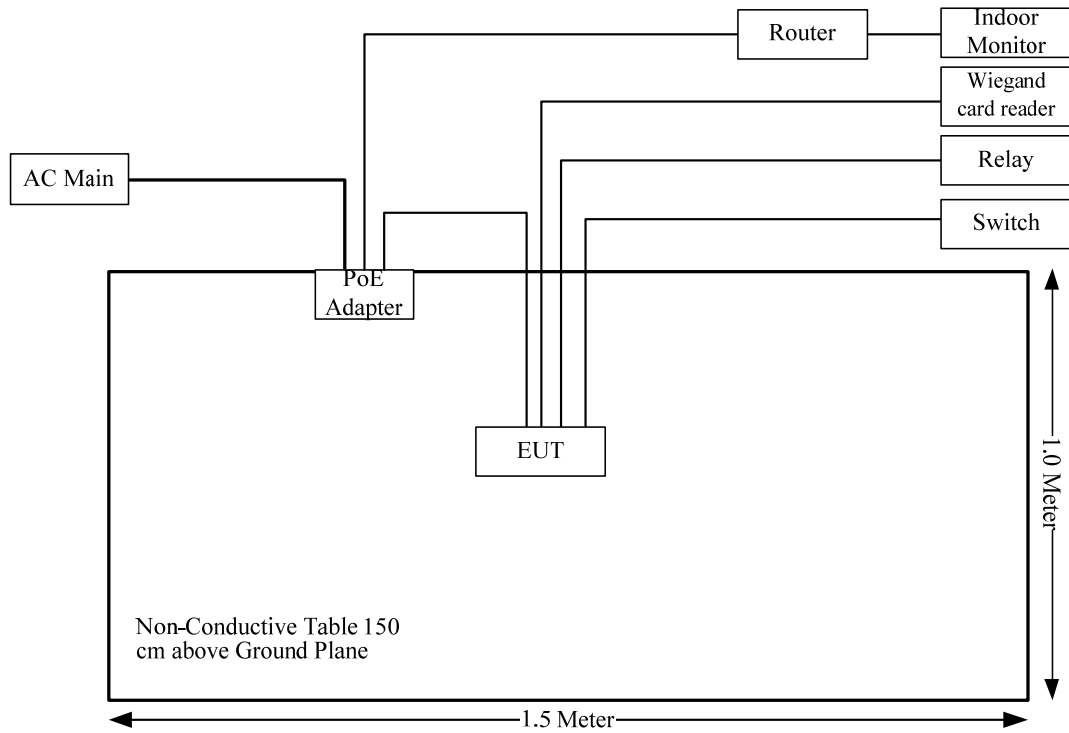 Router
Indoor
Monitor
Wiegand
card reader
AC Main
Relay
Switch
PoE
Adapter
EUT
1.0 Meter
Non-Conductive Table 150
cm above Ground Plane
1.5 Meter